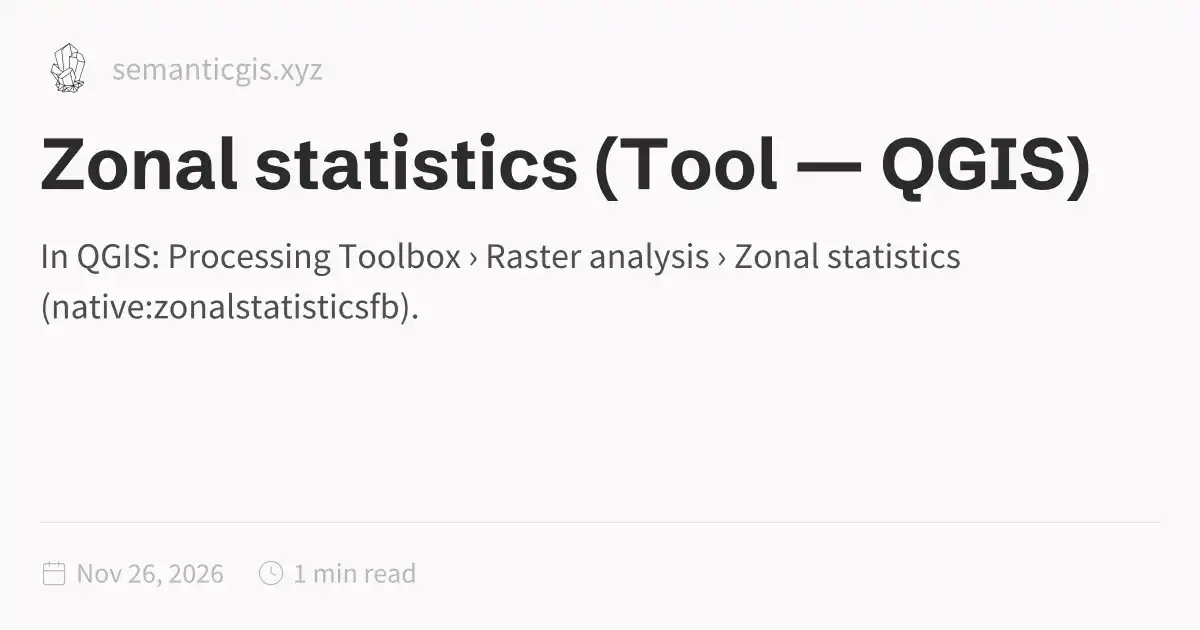 semanticgis.xyz
Zonal statistics (Tool — QGIS)
In QGIS: Processing Toolbox › Raster analysis › Zonal statistics
(native:zonalstatisticsfb).
Nov 26, 2026 1 min read